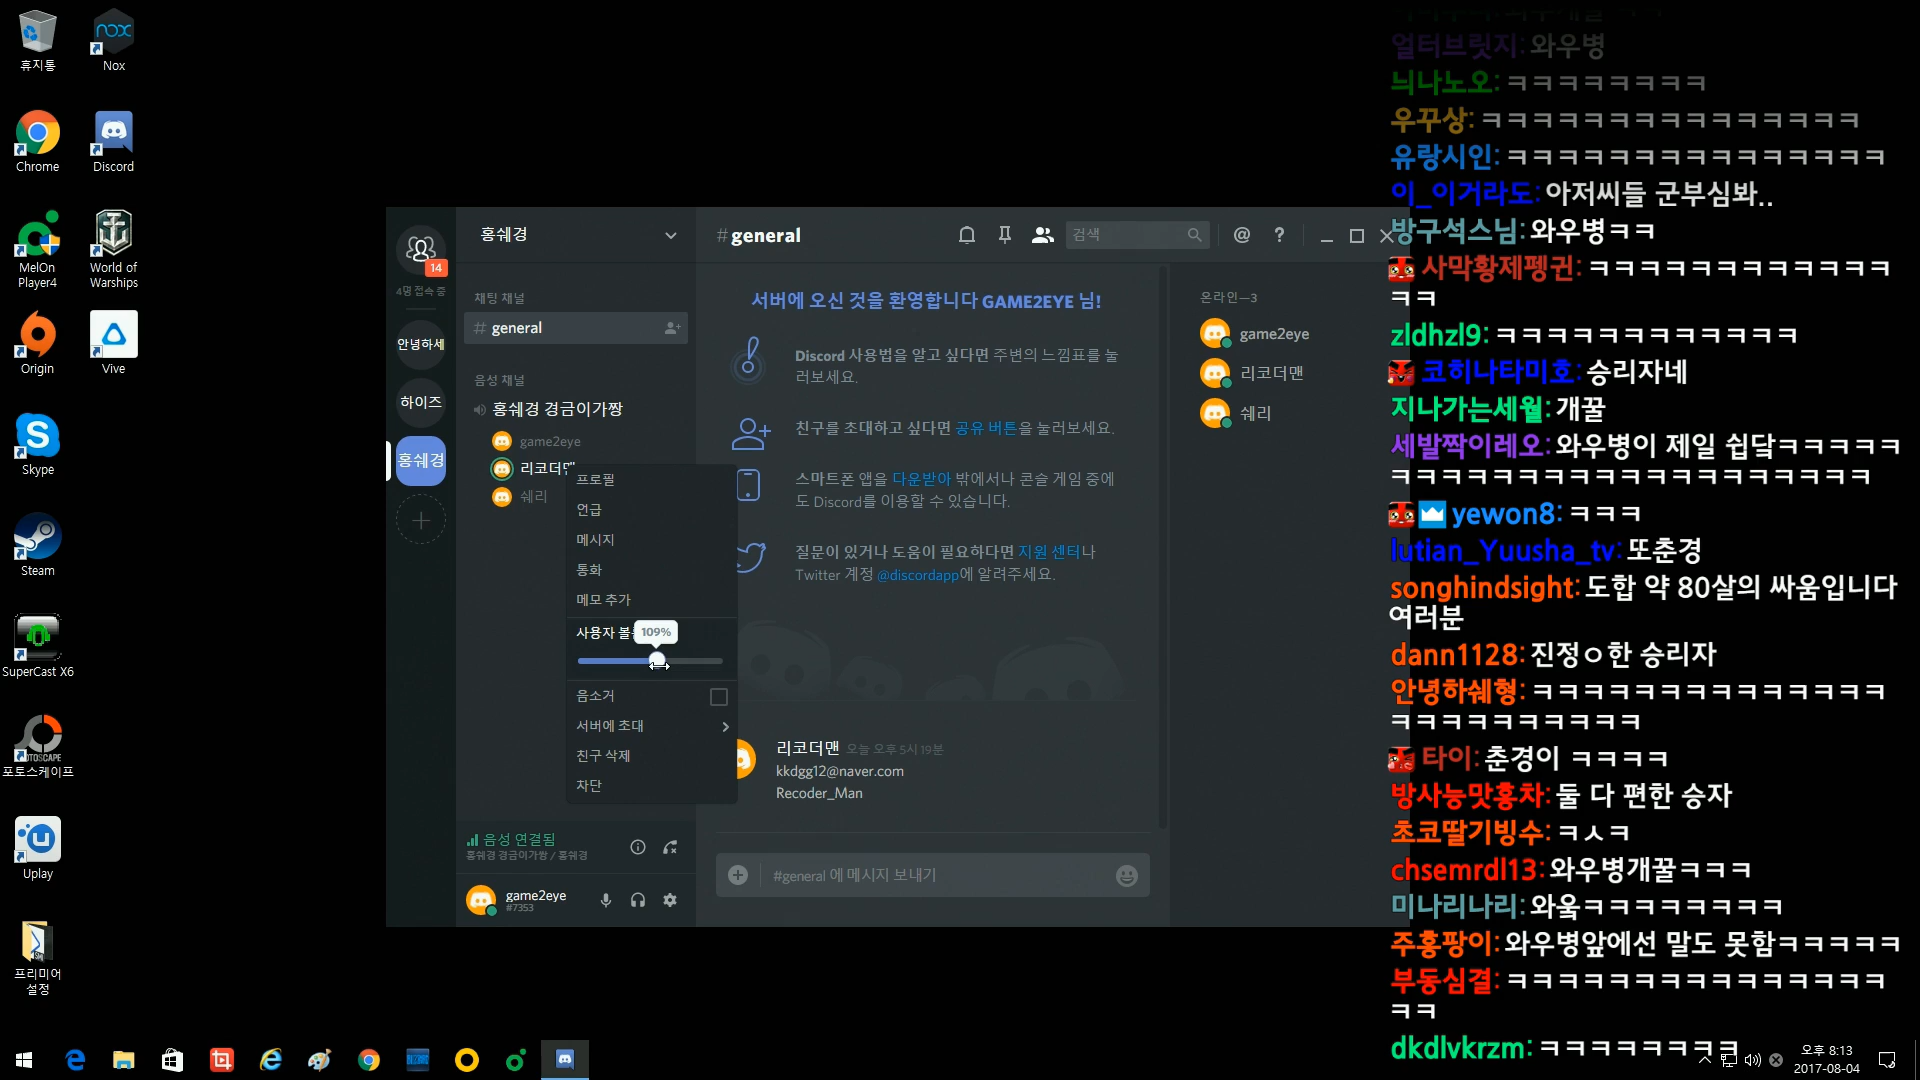 휴지통
Nox
Chrome
Discord
MelOn
Player4
World of
Warships
Origin
Vive
Skype
Steam
SuperCast X6
포토스케이프
Uplay
프리미어
설정
14
4명 접속 중
안녕하세
하이즈
홍쉐경
홍쉐경
채팅 채널
# general
음성 채널
홍쉐경 경금이가짱
game2eye
리코더맨
쉐리
프로필
언급
메시지
통화
메모 추가
사용자 볼
109%
음소거
서버에 초대
친구 삭제
차단
음성 연결됨
홍쉐경 경금이가짱 / 홍쉐경
game2eye
#7353
#general
검색
서버에 오신 것을 환영합니다 GAME2EYE 님!
Discord 사용법을 알고 싶다면 주변의 느낌표를 눌
러보세요.
친구를 초대하고 싶다면 공유 버튼을 눌러보세요.
스마트폰 앱을 다운받아 밖에서나 콘솔 게임 중에
도 Discord를 이용할 수 있습니다.
질문이 있거나 도움이 필요하다면 지원 센터나
Twitter 계정 @discordapp에 알려주세요.
리코더맨 오늘 오후 5시 19분
kkdgg12@naver.com
Recoder_Man
#general 에 메시지 보내기
온라인—3
game2eye
리코더맨
쉐리
얼터브릿지: 와우병
늬나노오: ㅋㅋㅋㅋㅋㅋㅋㅋ
우꾸상: ㅋㅋㅋㅋㅋㅋㅋㅋㅋㅋㅋㅋㅋㅋㅋ
유랑시인: ㅋㅋㅋㅋㅋㅋㅋㅋㅋㅋㅋㅋㅋㅋㅋ
이_이거라도: 아저씨들 군부심봐..
방구석스님: 와우병ㅋㅋ
사막황제펭귄: ㅋㅋㅋㅋㅋㅋㅋㅋㅋㅋㅋㅋ
ㅋㅋ
zldhzl9: ㅋㅋㅋㅋㅋㅋㅋㅋㅋㅋㅋㅋ
코히나타미호: 승리자네
지나가는세월: 개꿀
세발짝이레오: 와우병이 제일 쉽닼ㅋㅋㅋㅋㅋ
ㅋㅋㅋㅋㅋㅋㅋㅋㅋㅋㅋㅋㅋㅋㅋㅋㅋㅋㅋ
yewon8: ㅋㅋㅋ
lutian_Yuusha_tv: 또춘경
songhindsight: 도합 약 80살의 싸움입니다
여러분
dann1128: 진정ㅇ한 승리자
안녕하쉐형: ㅋㅋㅋㅋㅋㅋㅋㅋㅋㅋㅋㅋㅋㅋ
ㅋㅋㅋㅋㅋㅋㅋㅋㅋㅋ
타이: 춘경이 ㅋㅋㅋㅋ
방사능맛홍차: 둘 다 편한 승자
초코딸기빙수: ㅋㅅㅋ
chsemrdl13: 와우병개꿀ㅋㅋㅋ
미나리나리: 와웈ㅋㅋㅋㅋㅋㅋㅋㅋ
주홍팡이: 와우병앞에선 말도 못함ㅋㅋㅋㅋㅋ
부동심결: ㅋㅋㅋㅋㅋㅋㅋㅋㅋㅋㅋㅋㅋㅋㅋ
ㅋㅋ
dkdlvkrzm: ㅋㅋㅋㅋㅋㅋㅋㅋ
오후 8:13
2017-08-04